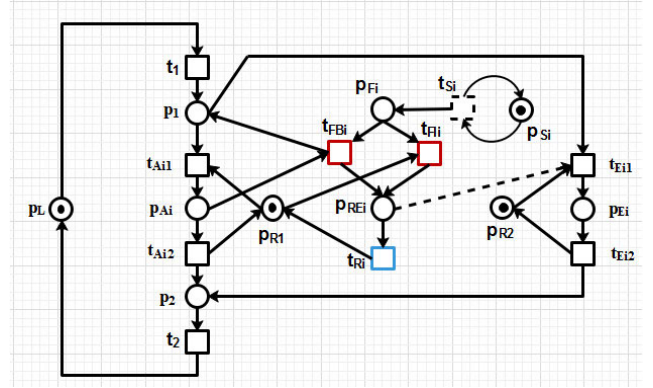 t1
p1
tAi1
pAi
tAi2
p2
t2
pL
pFi
tSi
pSi
tFBi
tFIi
pR1
pREi
tRi
pR2
tEi1
pEi
tEi2